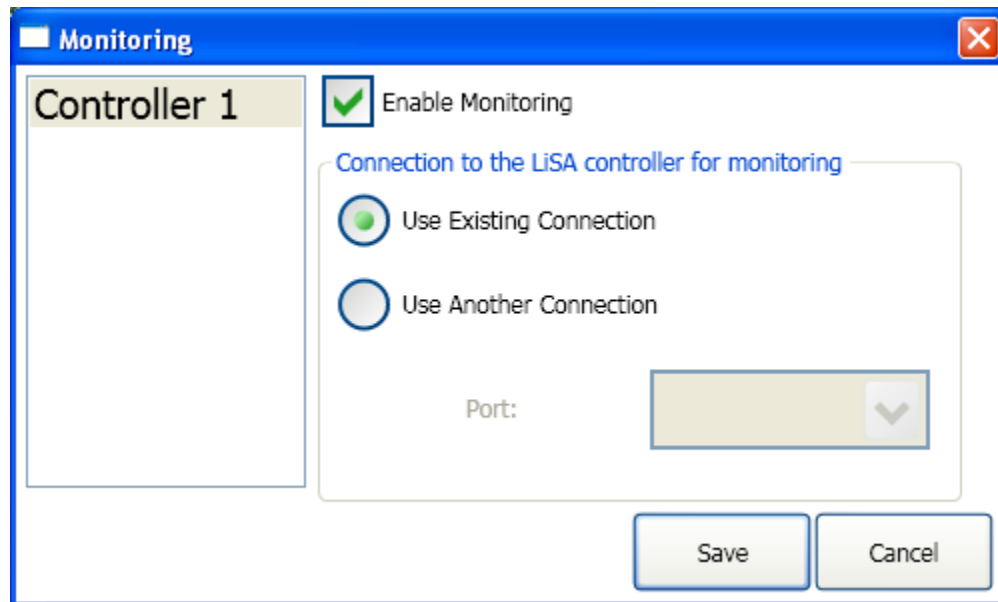 Monitoring
Controller 1
Enable Monitoring
Connection to the LiSA controller for monitoring
Use Existing Connection
Use Another Connection
Port:
Save
Cancel